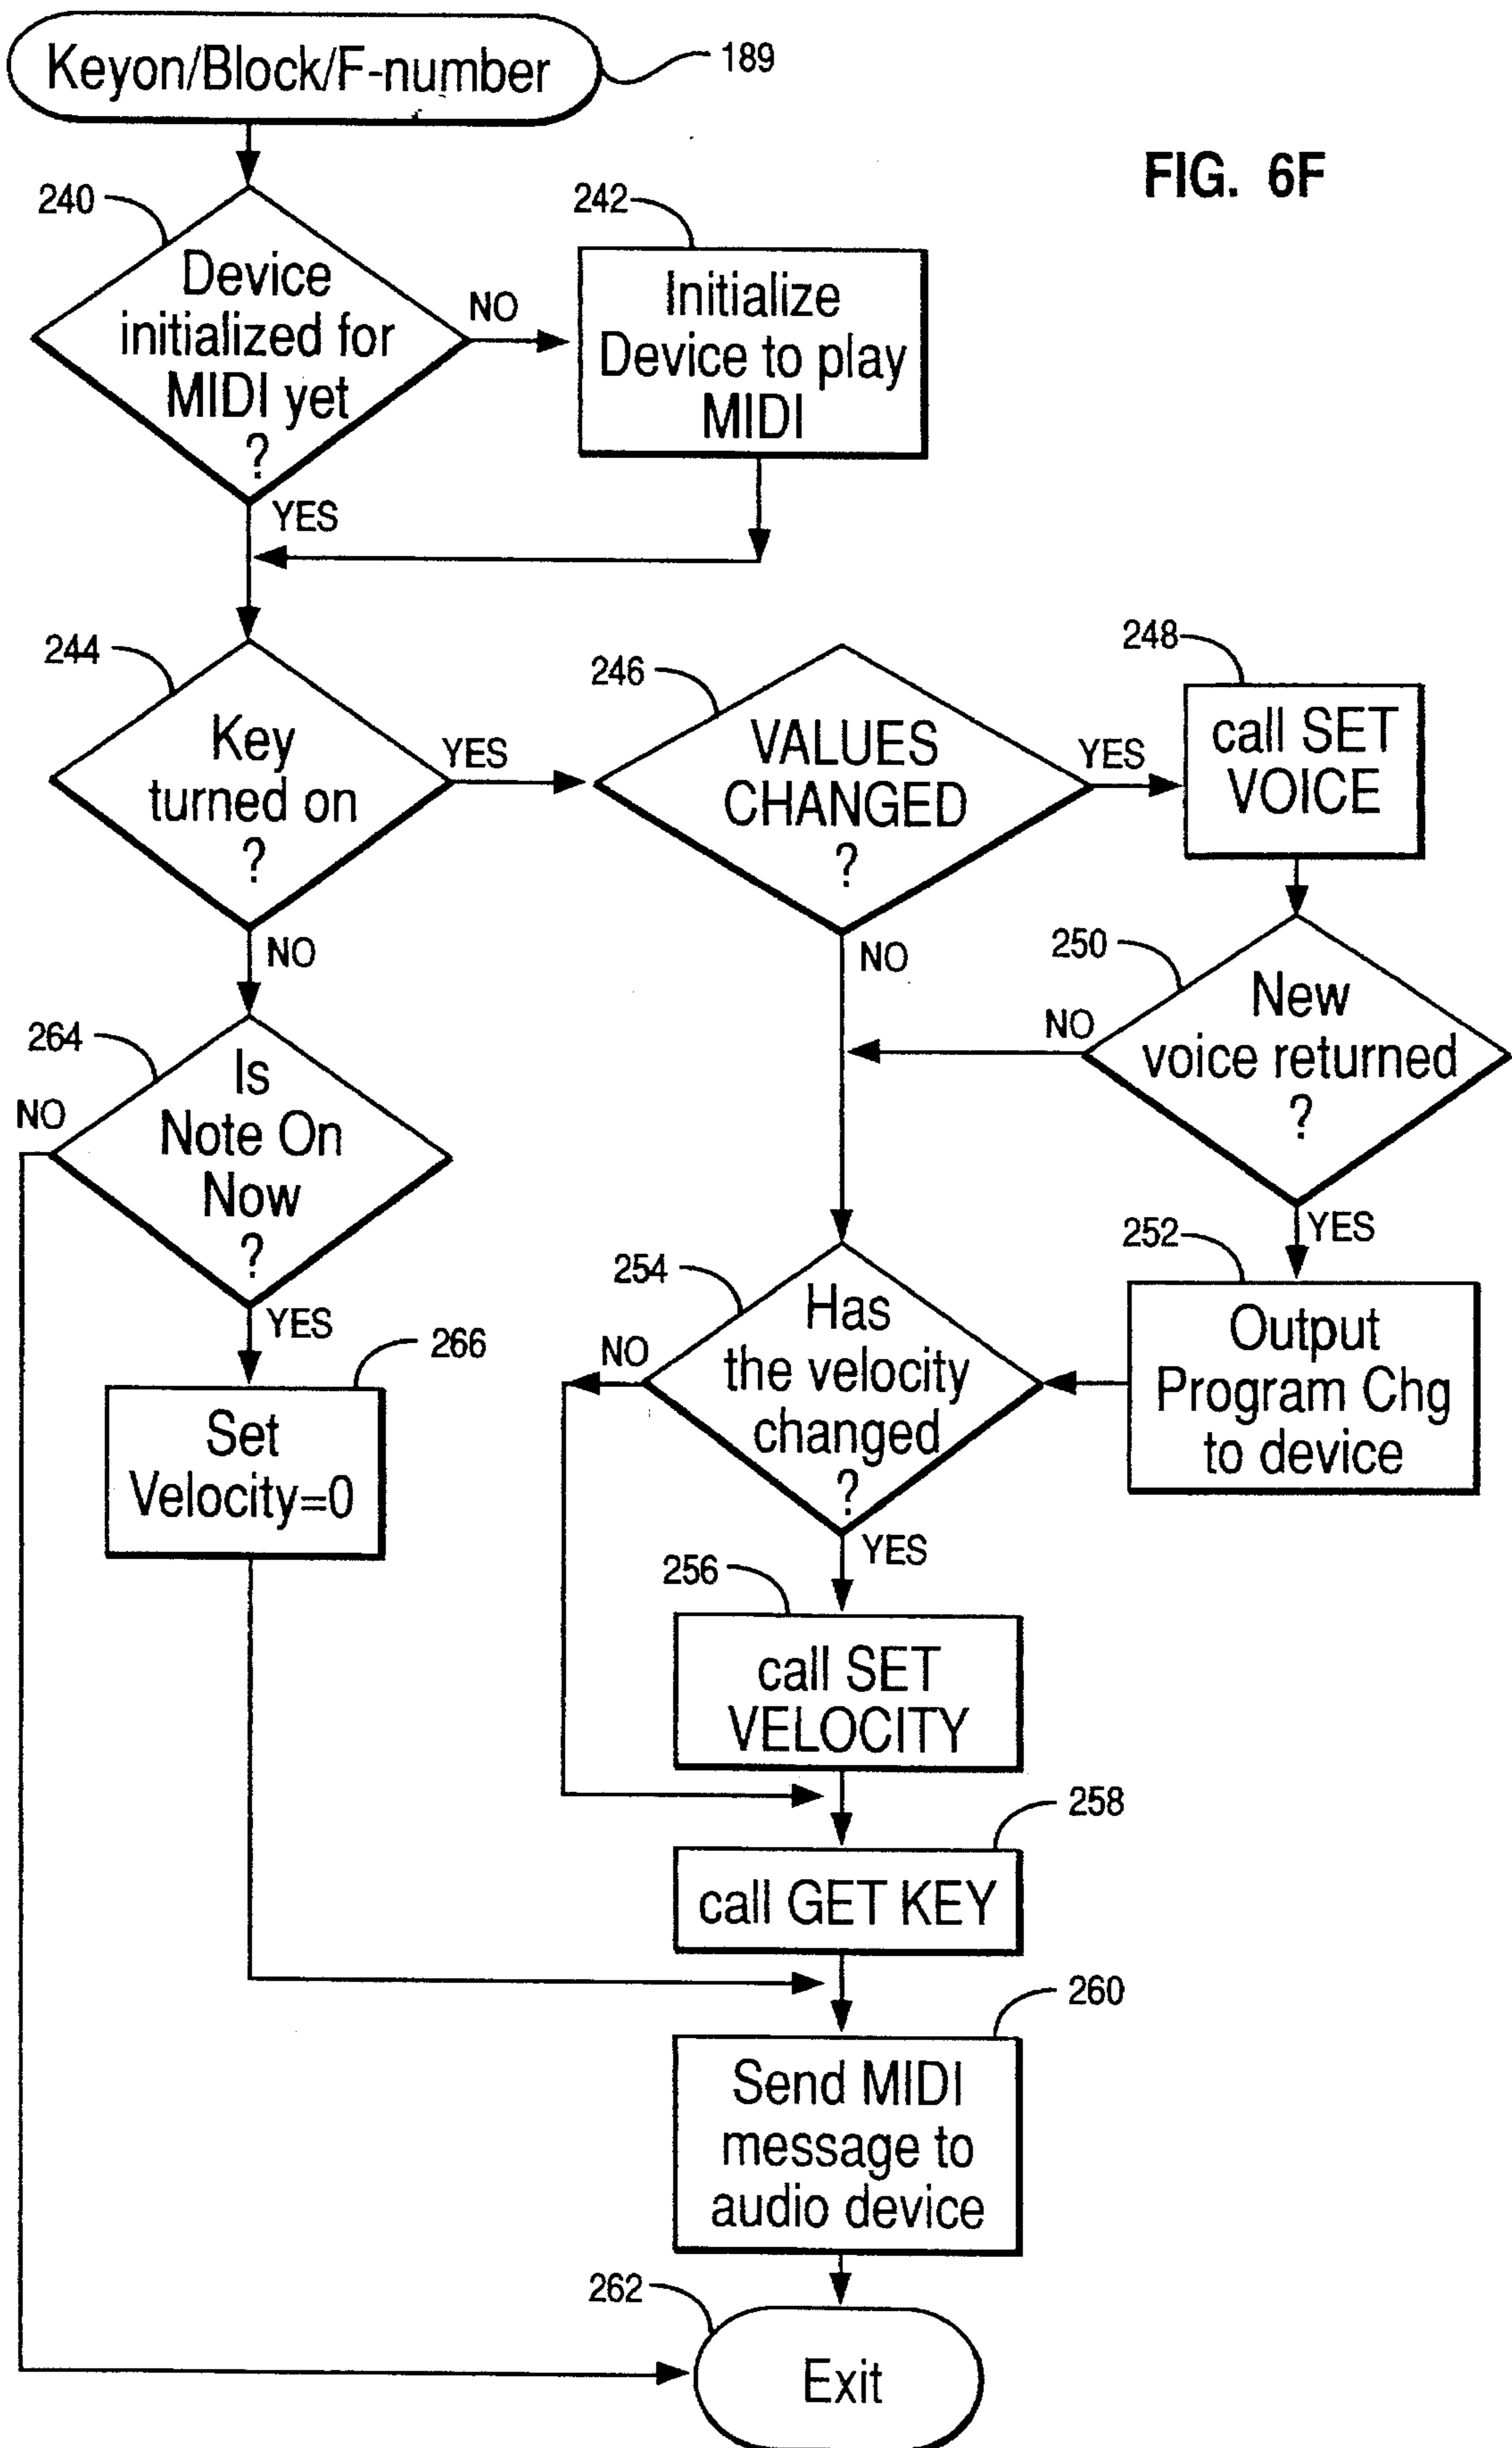 Keyon/Block/F-number
189
FIG. 6F
240
Device
initialized for
MIDI yet
?
NO
YES
242
Initialize
Device to play
MIDI
244
Key
turned on
?
YES
NO
246
VALUES
CHANGED
?
YES
NO
248
call SET
VOICE
250
New
voice returned
?
NO
YES
252
Output
Program Chg
to device
254
Has
the velocity
changed
?
NO
YES
256
call SET
VELOCITY
258
call GET KEY
264
Is
Note On
Now
?
NO
YES
266
Set
Velocity=0
260
Send MIDI
message to
audio device
262
Exit